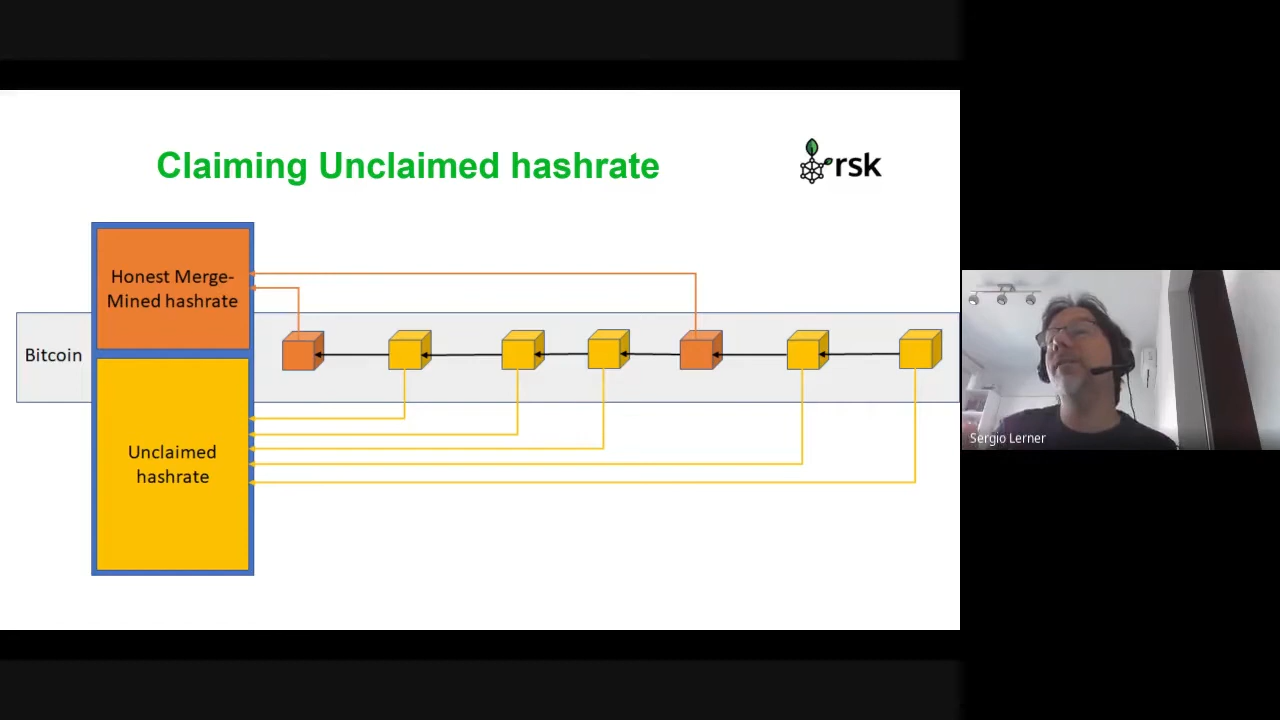 Claiming Unclaimed hashrate
rsk
Honest Merge-
Mined hashrate
Bitcoin
Unclaimed
hashrate
Sergio Lerner